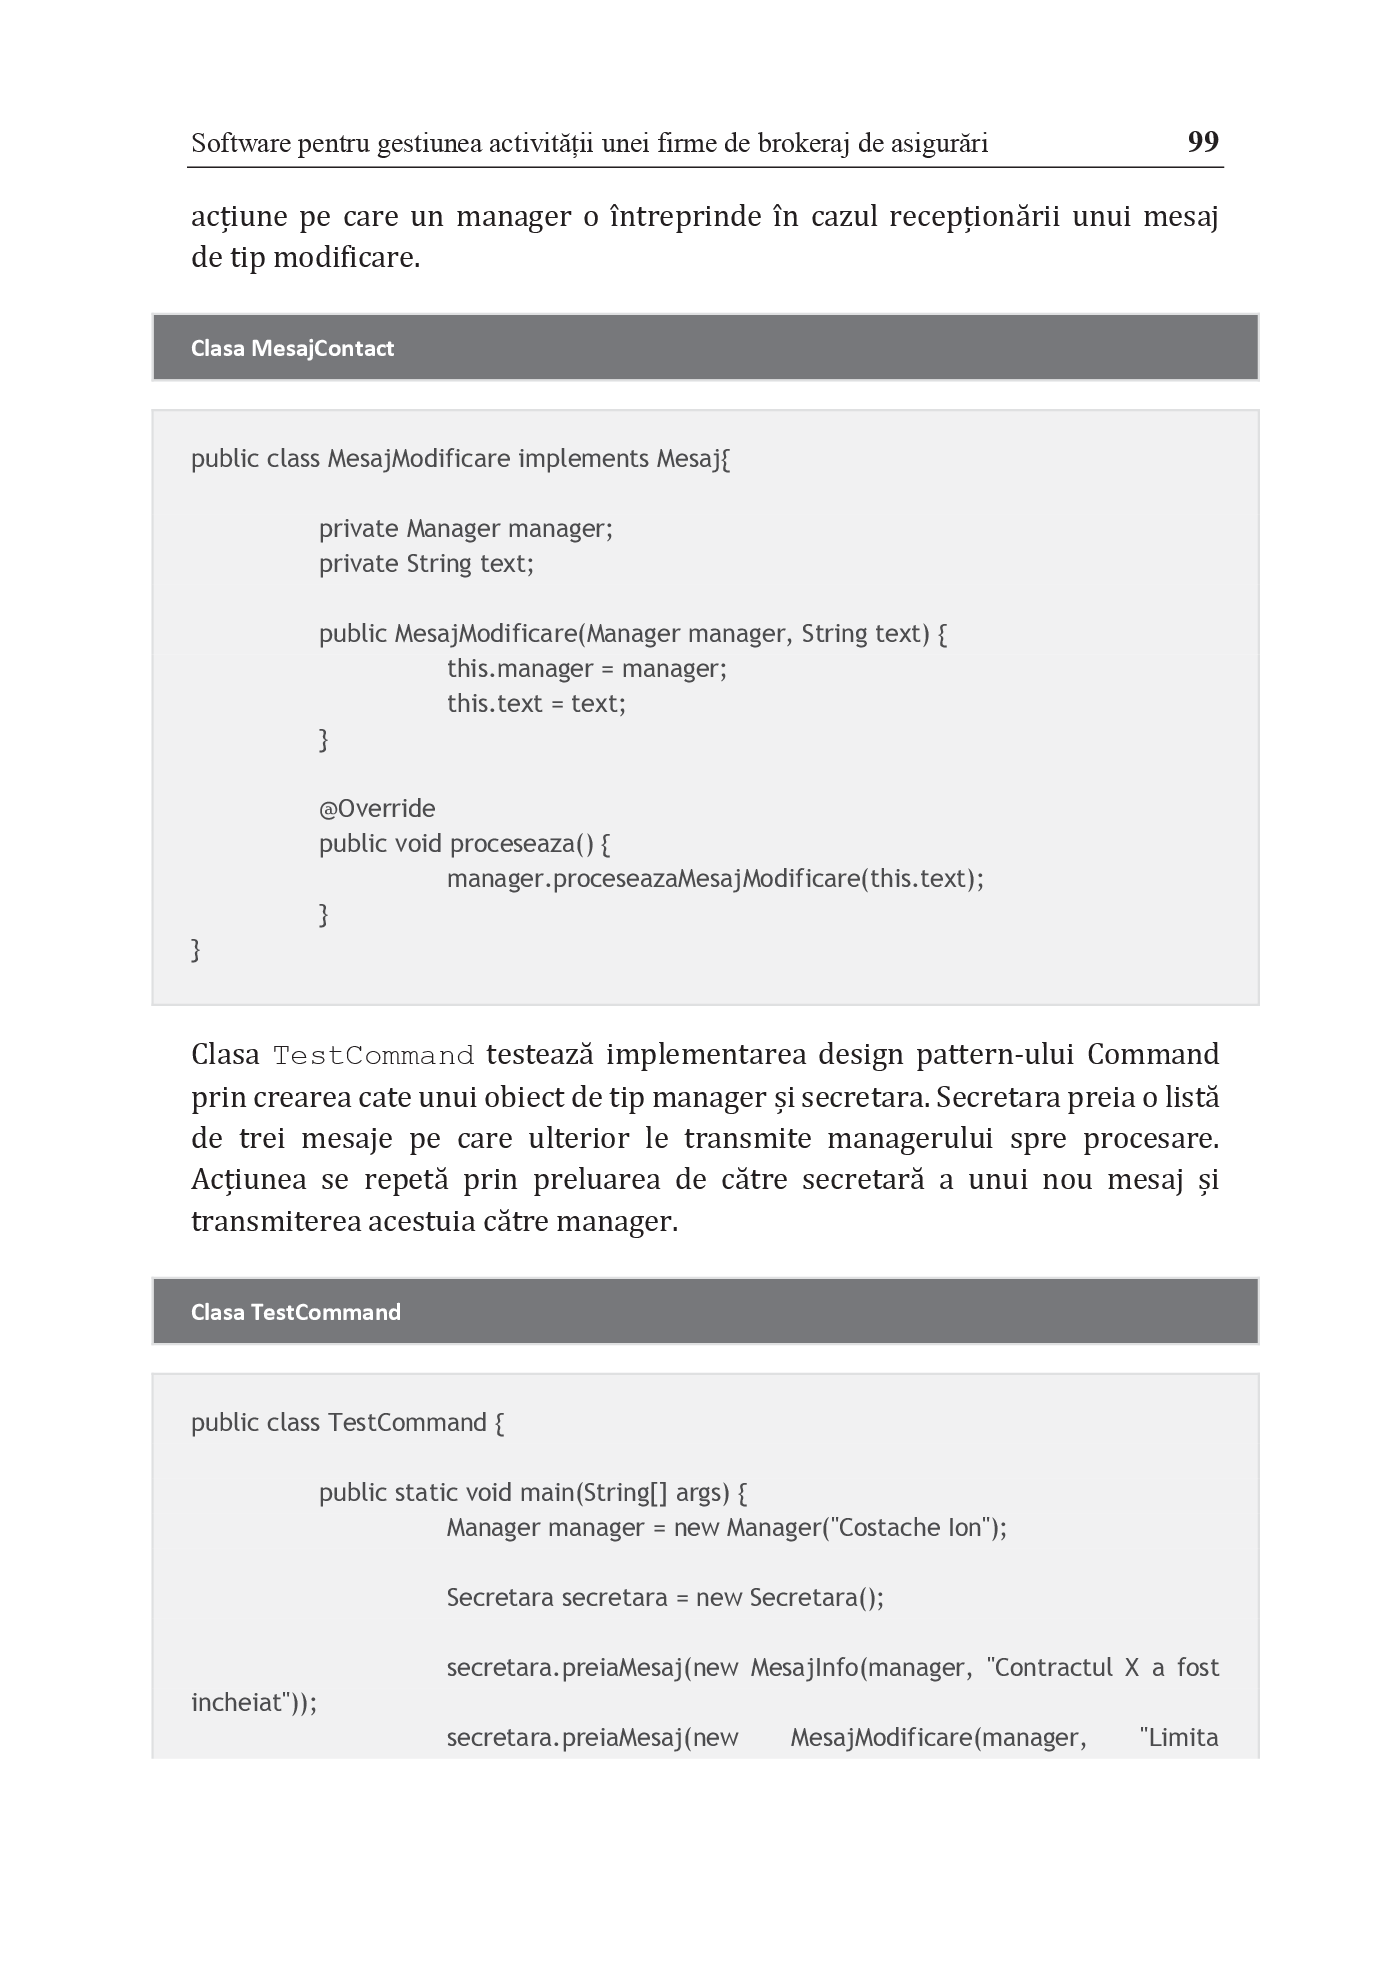 Software pentru gestiunea activității unei firme de brokeraj de asigurări 99
acțiune pe care un manager o întreprinde în cazul recepționării unui mesaj
de tip modificare.
Clasa MesajContact
public class MesajModificare implements Mesaj{
private Manager manager;
private String text;
public MesajModificare(Manager manager, String text) {
this.manager = manager;
this.text = text;
}
@Override
public void proceseaza() {
manager.proceseazaMesajModificare(this.text);
}
}
Clasa TestCommand testează implementarea design pattern-ului Command
prin crearea cate unui obiect de tip manager și secretara. Secretara preia o listă
de trei mesaje pe care ulterior le transmite managerului spre procesare.
Acțiunea se repetă prin preluarea de către secretară a unui nou mesaj și
transmiterea acestuia către manager.
Clasa TestCommand
public class TestCommand {
public static void main(String[] args) {
Manager manager = new Manager("Costache Ion");
Secretara secretara = new Secretara();
secretara.preiaMesaj(new MesajInfo(manager, "Contractul X a fost
incheiat"));
secretara.preiaMesaj(new MesajModificare(manager, "Limita